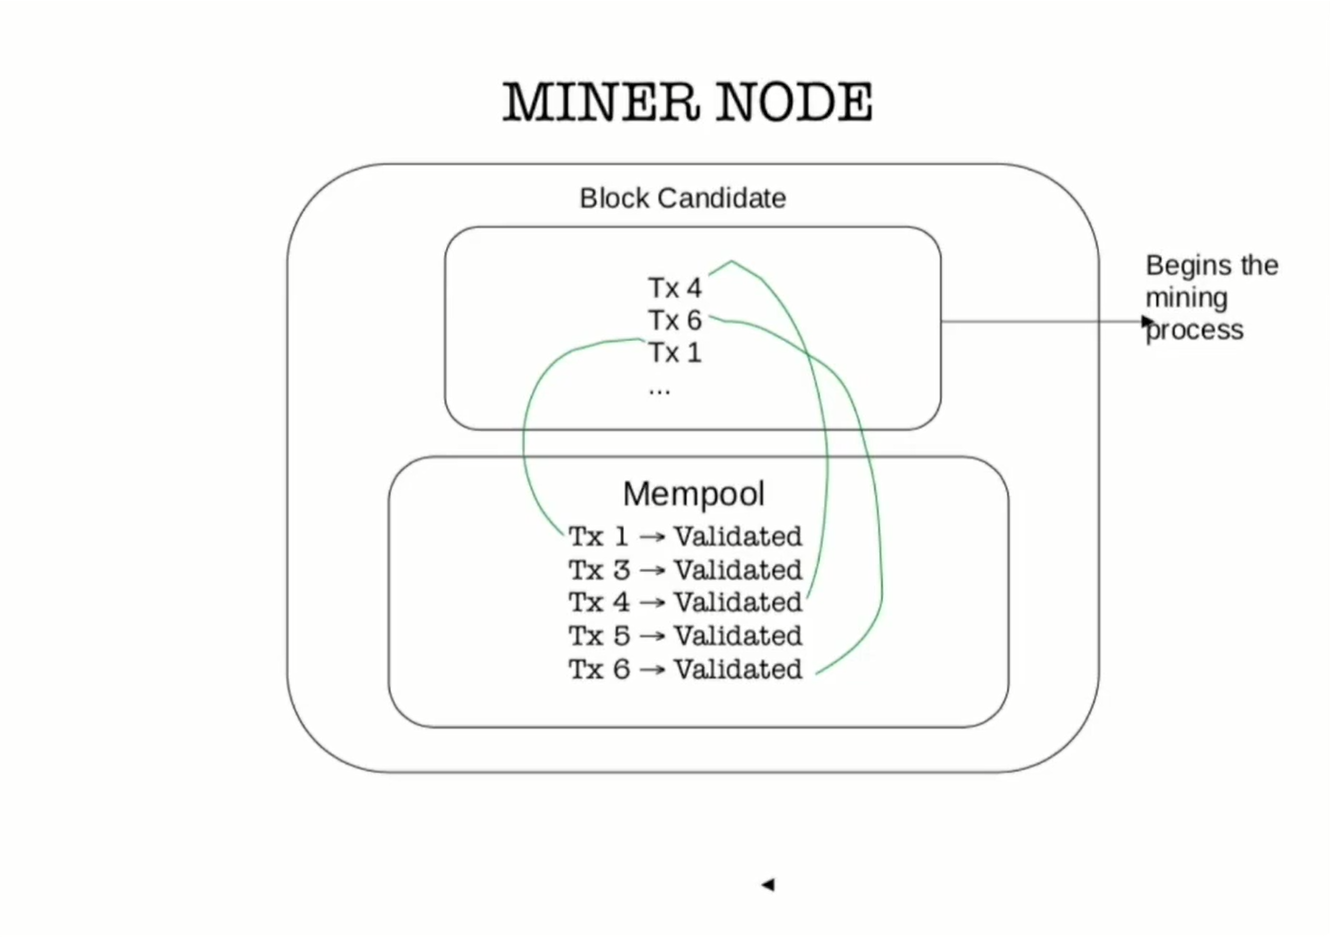 MINER NODE
Block Candidate
Tx 4
Tx 6
Tx 1
...
Begins the
mining
process
Mempool
Tx 1 → Validated
Tx 3 → Validated
Tx 4 → Validated
Tx 5 → Validated
Tx 6 → Validated